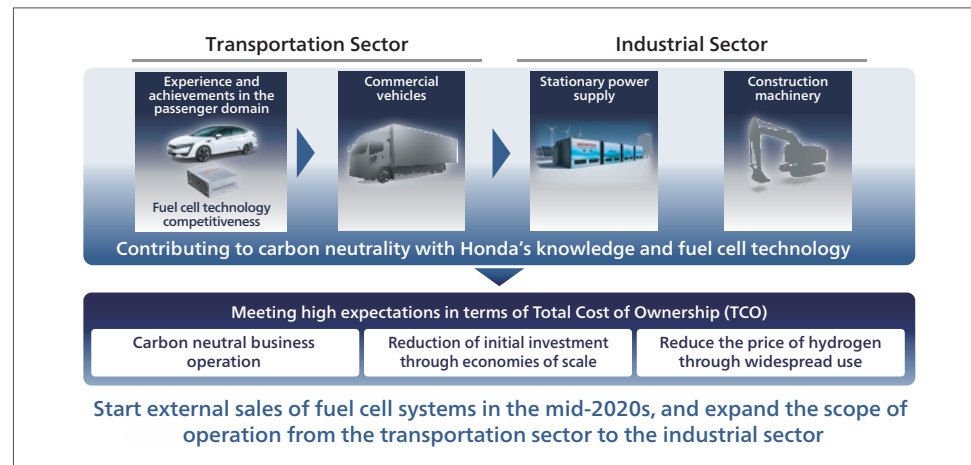 Transportation Sector
Industrial Sector
Experience and
achievements in the
passenger domain
Fuel cell technology
competitiveness
Commercial
vehicles
Stationary power
supply
Construction
machinery
Contributing to carbon neutrality with Honda's knowledge and fuel cell technology
Meeting high expectations in terms of Total Cost of Ownership (TCO)
Carbon neutral business
operation
Reduction of initial investment
through economies of scale
Reduce the price of hydrogen
through widespread use
Start external sales of fuel cell systems in the mid-2020s, and expand the scope of
operation from the transportation sector to the industrial sector